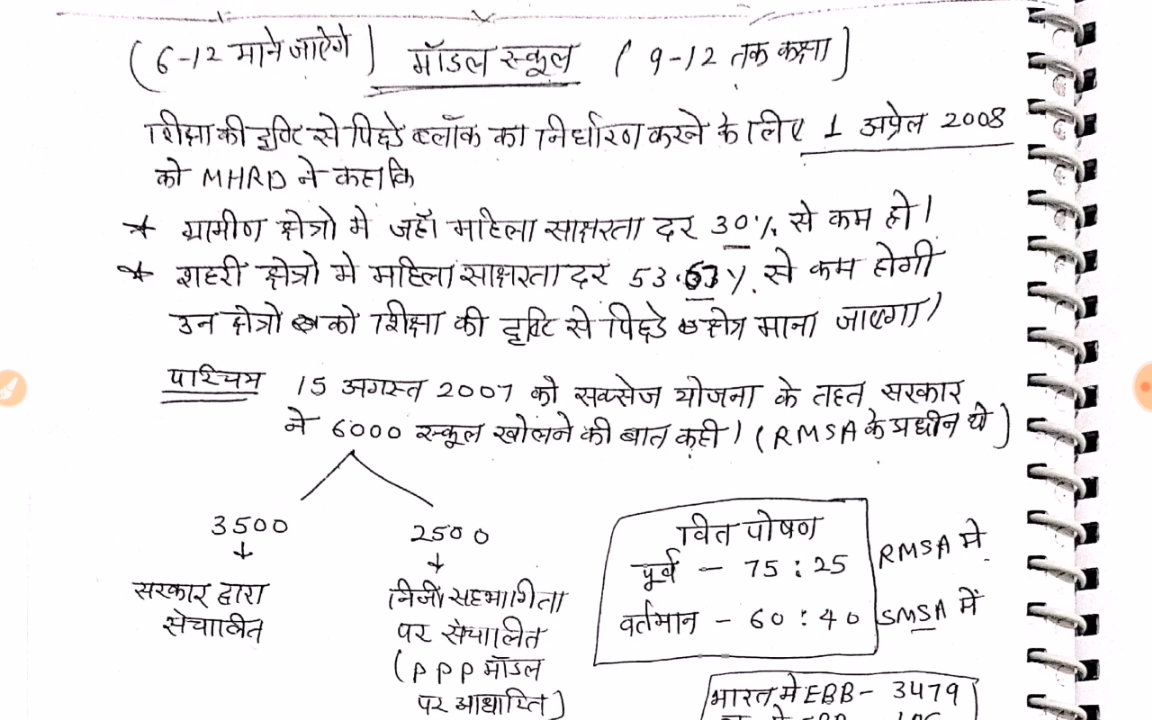 (6-12 माने जाऐगे) मॉडल स्कूल (9-12 तक कक्षा)
शिक्षा की दृष्टि से पिछडे ब्लॉक का निर्धारण करने के लिए 1 अप्रेल 2008
को MHRD ने कहा कि
* ग्रामीण क्षेत्रो मे जहाँ महिला साक्षरता दर 30% से कम हो।
* शहरी क्षेत्रो मे महिला साक्षरता दर 53.63% से कम होगी
उन क्षेत्रो को शिक्षा की दृष्टि से पिछडे क्षेत्र माना जाएगा।
परिचय 15 अगस्त 2007 को सक्सेज योजना के तहत सरकार
ने 6000 स्कूल खोलने की बात कही। (RMSA के अधीन थे)
3500
↓
सरकार द्वारा
संचालित
2500
↓
निजी सहभागिता
पर संचालित
(PPP मॉडल
पर आधारित)
वित पोषण
पूर्व - 75:25 RMSA मे
वर्तमान - 60:40 SMSA में
भारत मे EBB- 3479